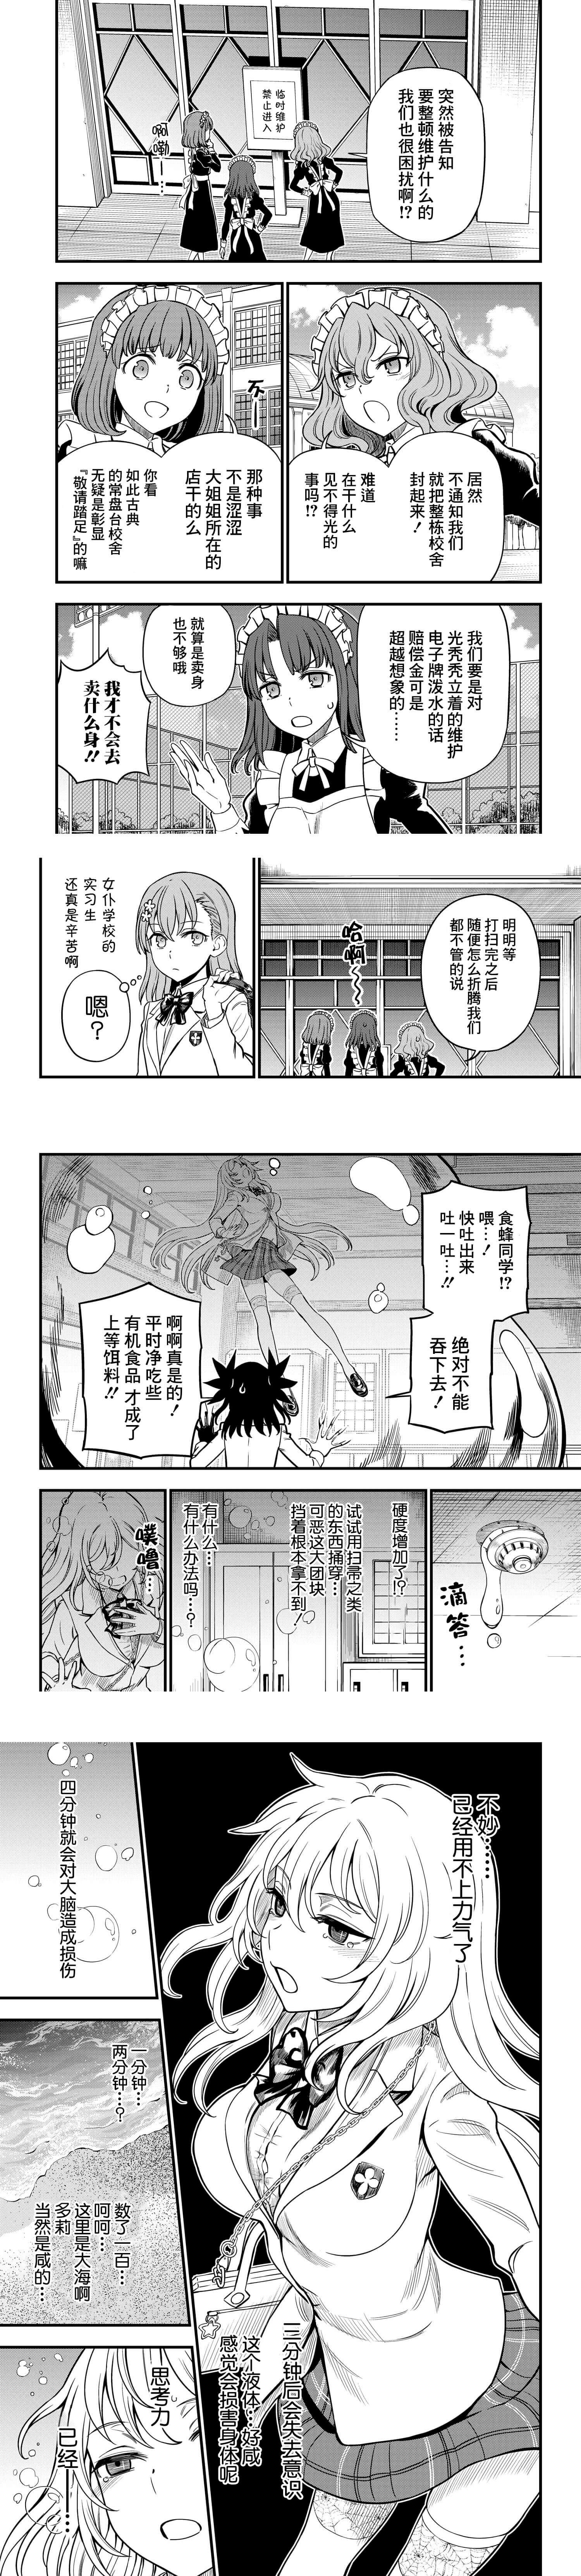 突然被告知
要整顿维护什么的
我们也很困扰啊!?
临时维护
禁止进入
啊
嘞
…
居然
不通知我们
就把整栋校舍
封起来！
难道
在干什么
见不得光的
事吗!?
不
那种事
不是涩涩
大姐姐所在的
店干的么
你看
如此古典
的常盘台校舍
无疑是彰显
『敬请踏足』的嘛
我们要是对
光秃秃立着的维护
电子牌泼水的话
赔偿金可是
超越想象的……
就算是卖身
也不够哦
我才不会去
卖什么身!!
明明等
打扫完之后
随便怎么折腾我们
都不管的说
哈
啊
～
女仆学校的
实习生
还真是辛苦啊
嗯？
食蜂同学!?
喂…！
快吐出来
吐一吐…!!
绝对不能
吞下去！
啊啊真是的！
平时净吃些
有机食品 才成了
上等饵料!!
滴答…
硬度增加了!?
试试用扫帚之类
的东西捅穿…
可恶这大团块
挡着根本拿不到！
有什么…
有什么办法吗…？
噗噜…
不妙……
已经用不上力气了
三分钟后会失去意识
这个液体…好咸
感觉会损害身体呢
四分钟就会对大脑造成损伤
一分钟…
两分钟…？
数了一百…
呵呵…
这里是大海啊
多莉
当然是咸的…
思考力
已经——